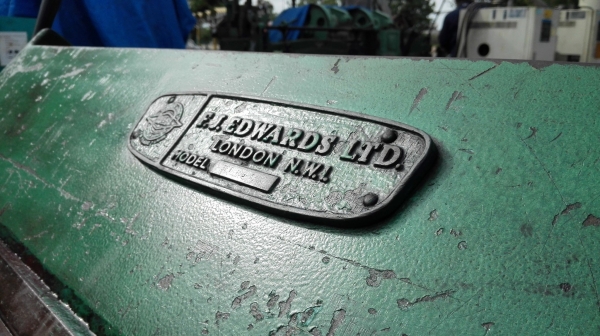 F.J. EDWARDS LTD.
LONDON N.W.1.
MODEL